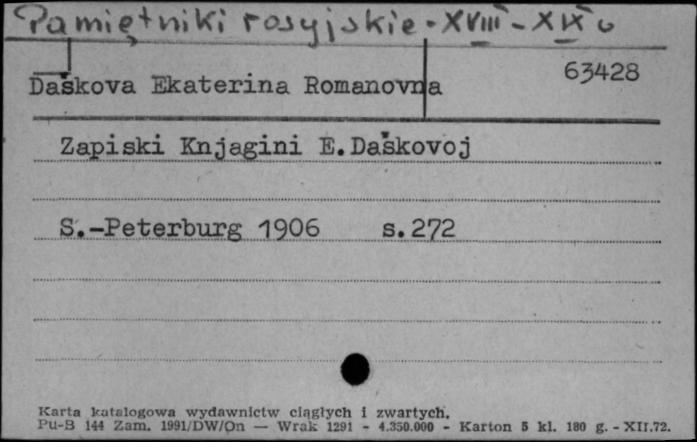 Pamiętniki rosyjskie - XVIII - XIX w
Daškova Ekaterina Romanovna 63428
Zapiski Knjagini E.Daškovoj
S.-Peterburg 1906 s.272
Karta katalogowa wydawnictw ciągłych i zwartych.
Pu-B 144 Zam. 1991/DW/On — Wrak 1291 - 4.350.000 - Karton 5 kl. 180 g. - XII.72.